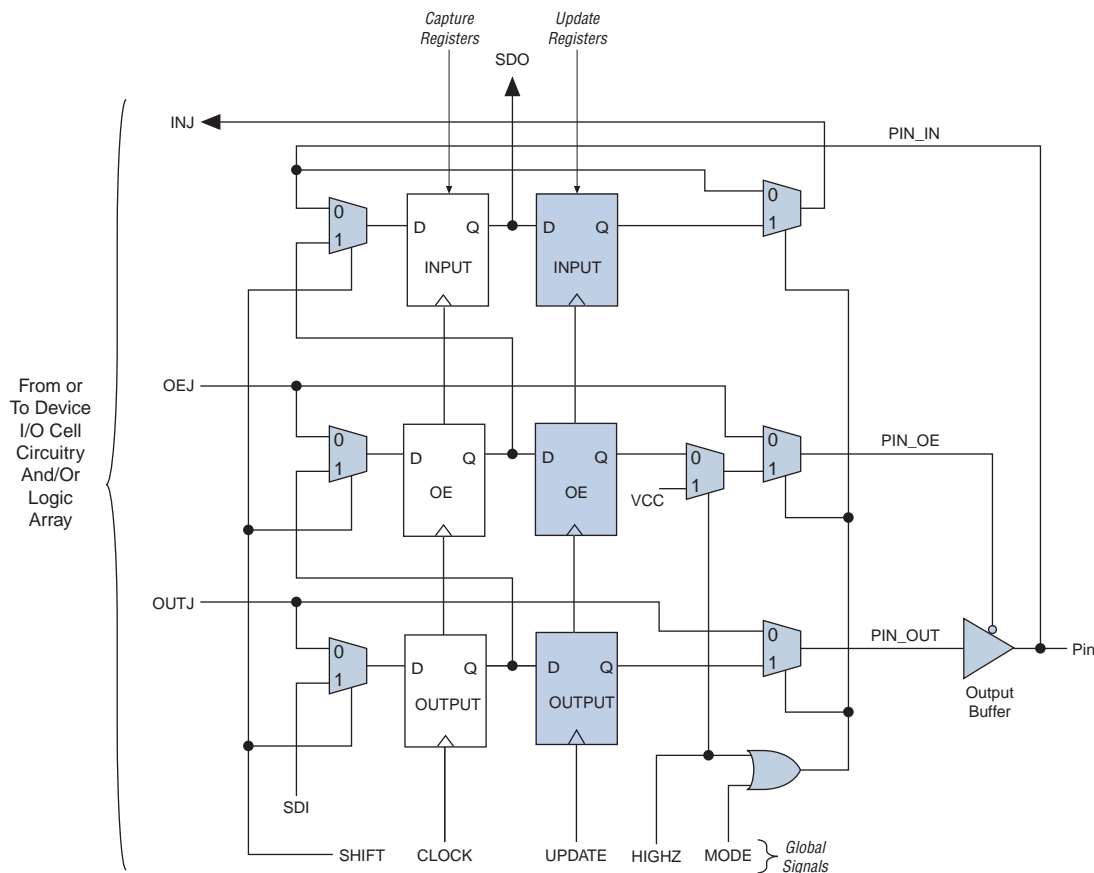 Capture
Registers
Update
Registers
SDO
INJ
PIN_IN
0
1
D Q
INPUT
D Q
INPUT
0
1
From or
To Device
I/O Cell
Circuitry
And/Or
Logic
Array
OEJ
0
1
D Q
OE
D Q
OE
0
1
VCC
0
1
PIN_OE
OUTJ
0
1
D Q
OUTPUT
D Q
OUTPUT
0
1
PIN_OUT
Pin
Output
Buffer
SDI
SHIFT
CLOCK
UPDATE
HIGHZ
MODE
Global
Signals